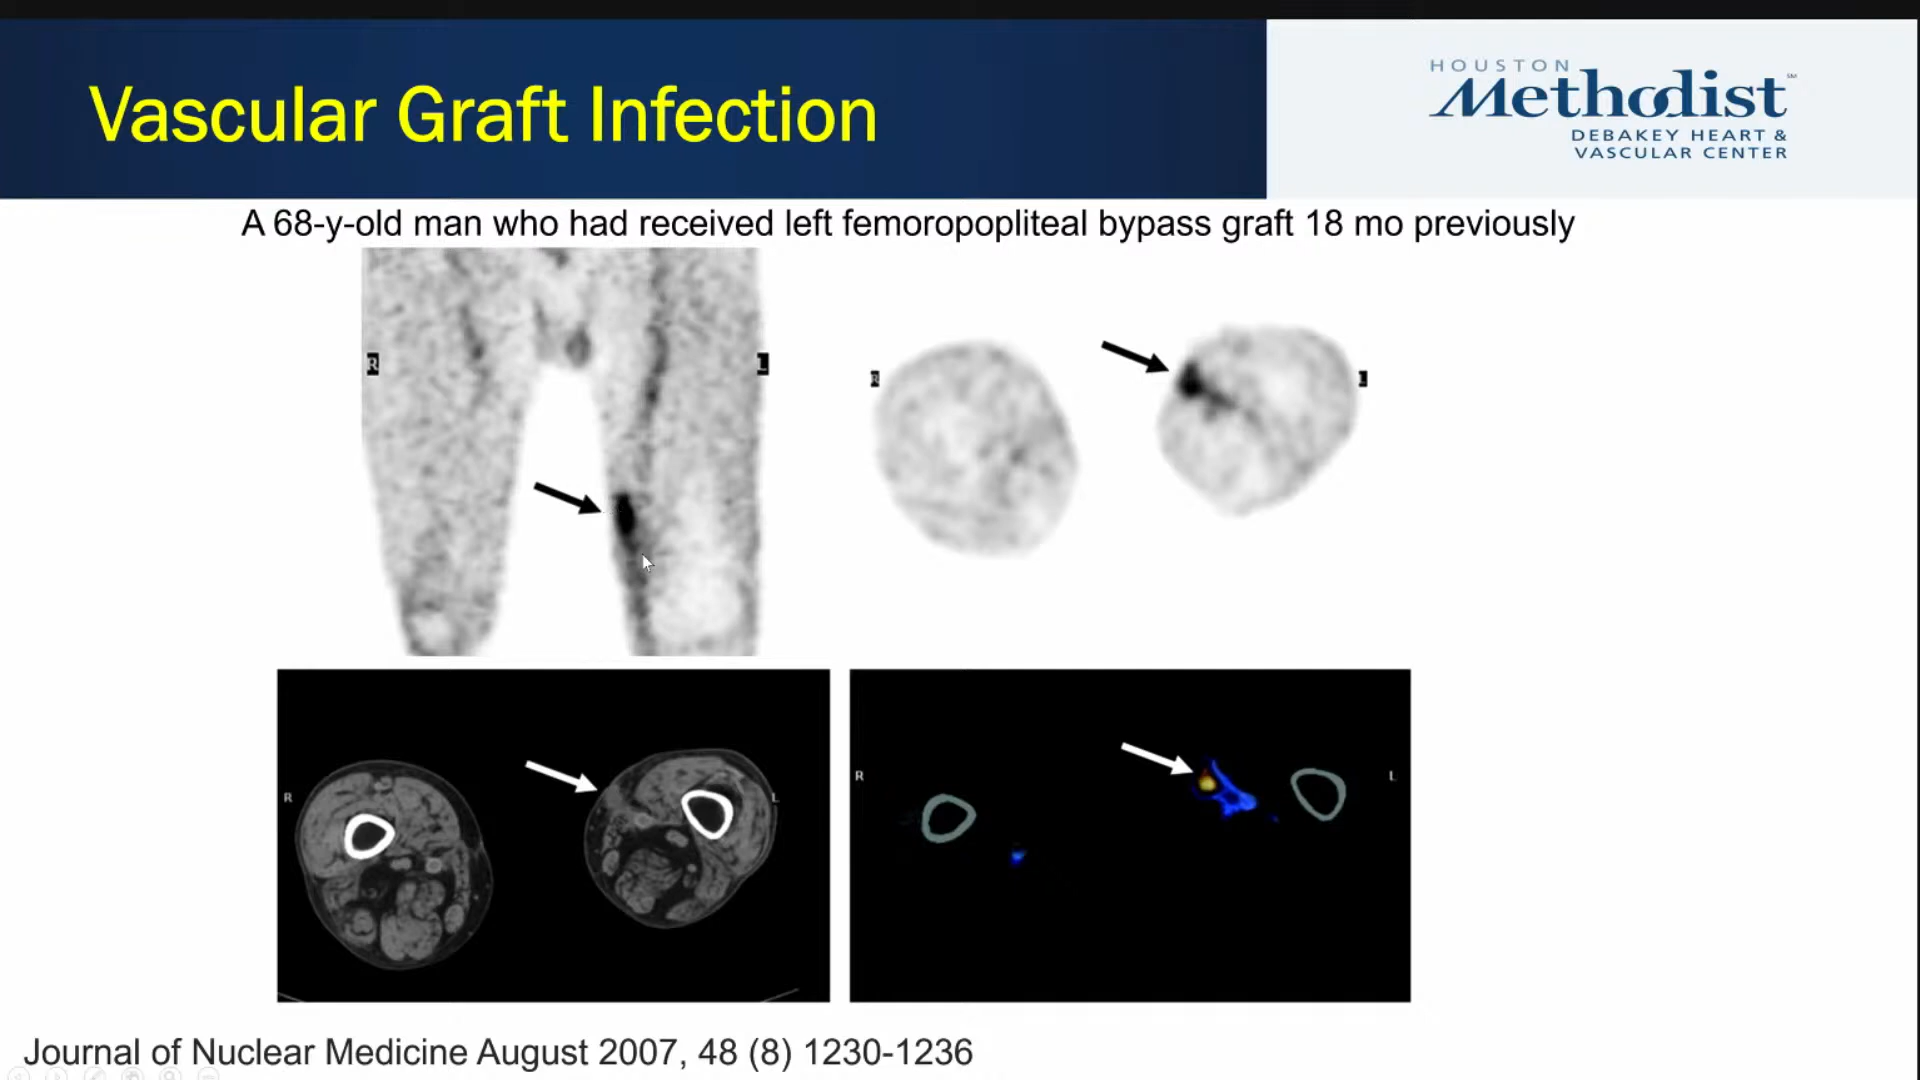 Vascular Graft Infection
HOUSTON
Methodist
SM
DEBAKEY HEART &
VASCULAR CENTER
A 68-y-old man who had received left femoropopliteal bypass graft 18 mo previously
R
L
R
L
R
L
R
L
Journal of Nuclear Medicine August 2007, 48 (8) 1230-1236